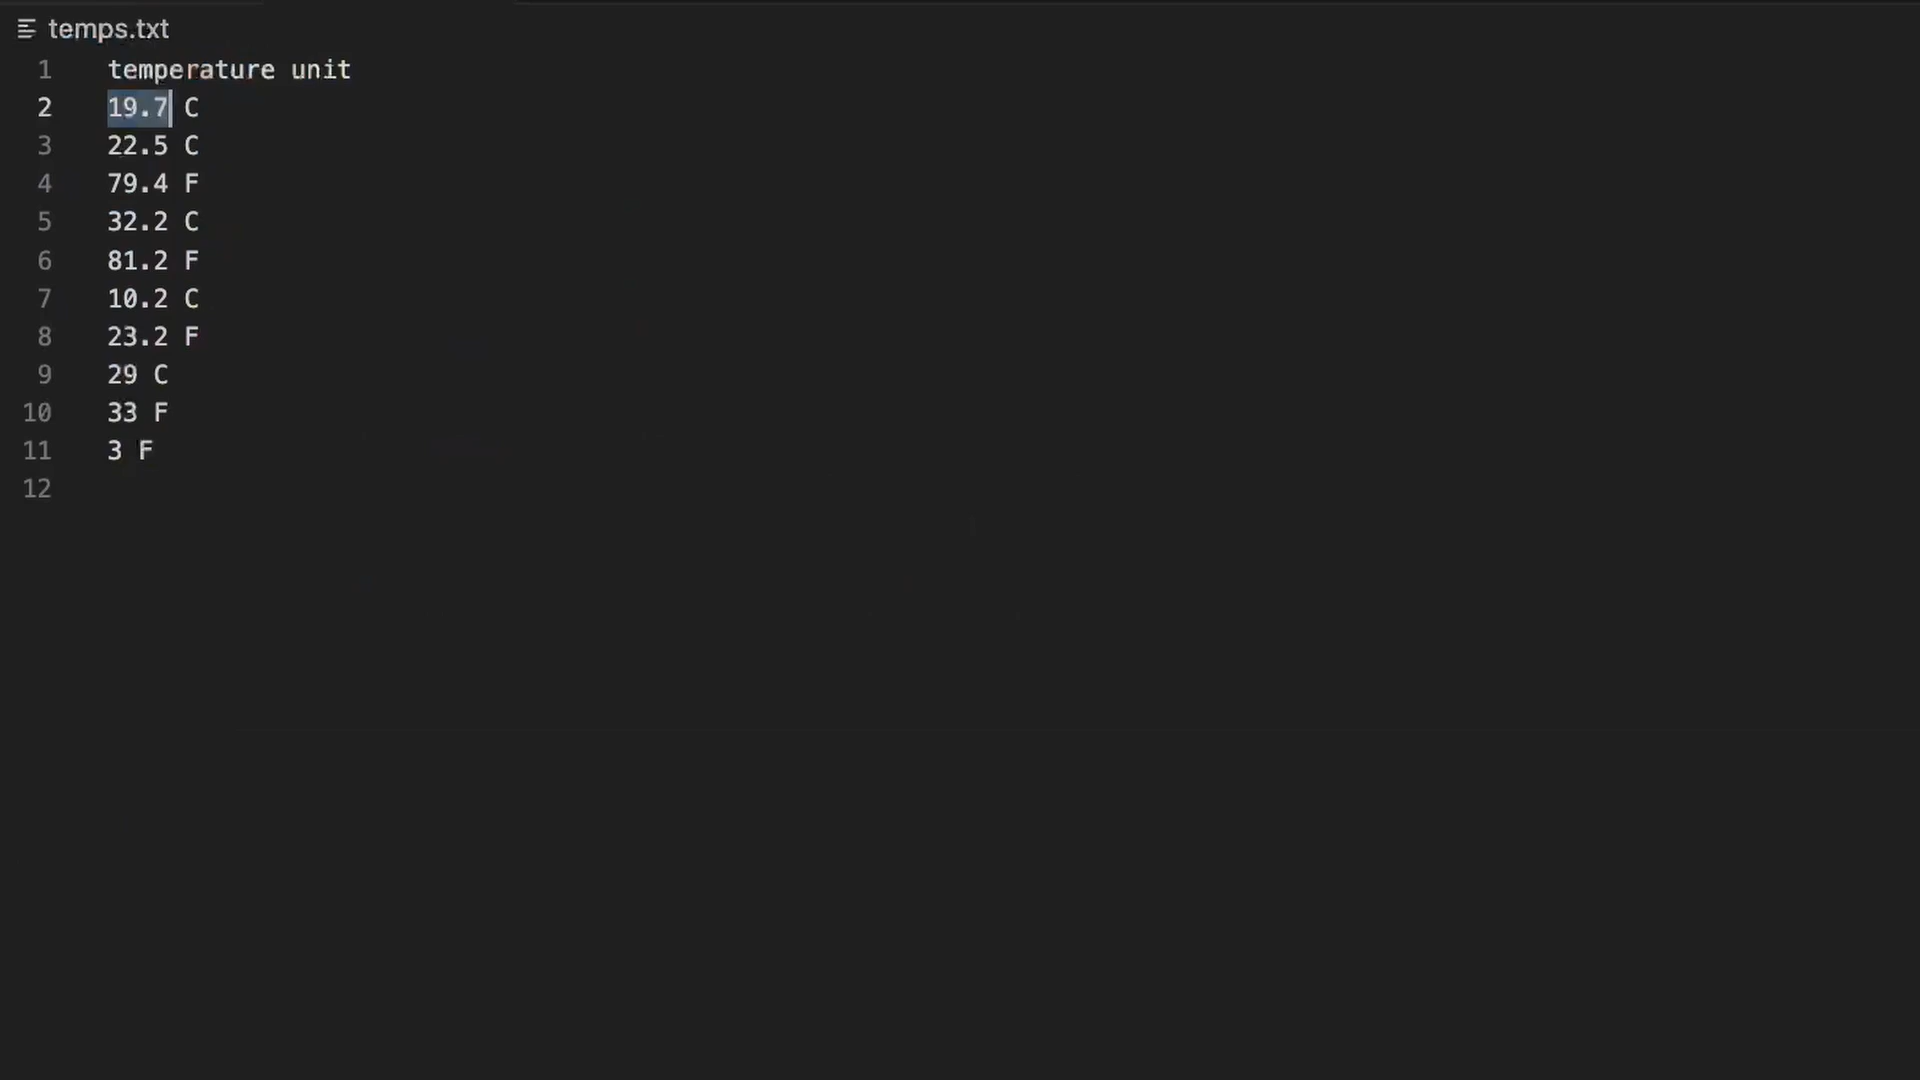 temps.txt
1 temperature unit
2 19.7 C
3 22.5 C
4 79.4 F
5 32.2 C
6 81.2 F
7 10.2 C
8 23.2 F
9 29 C
10 33 F
11 3 F
12